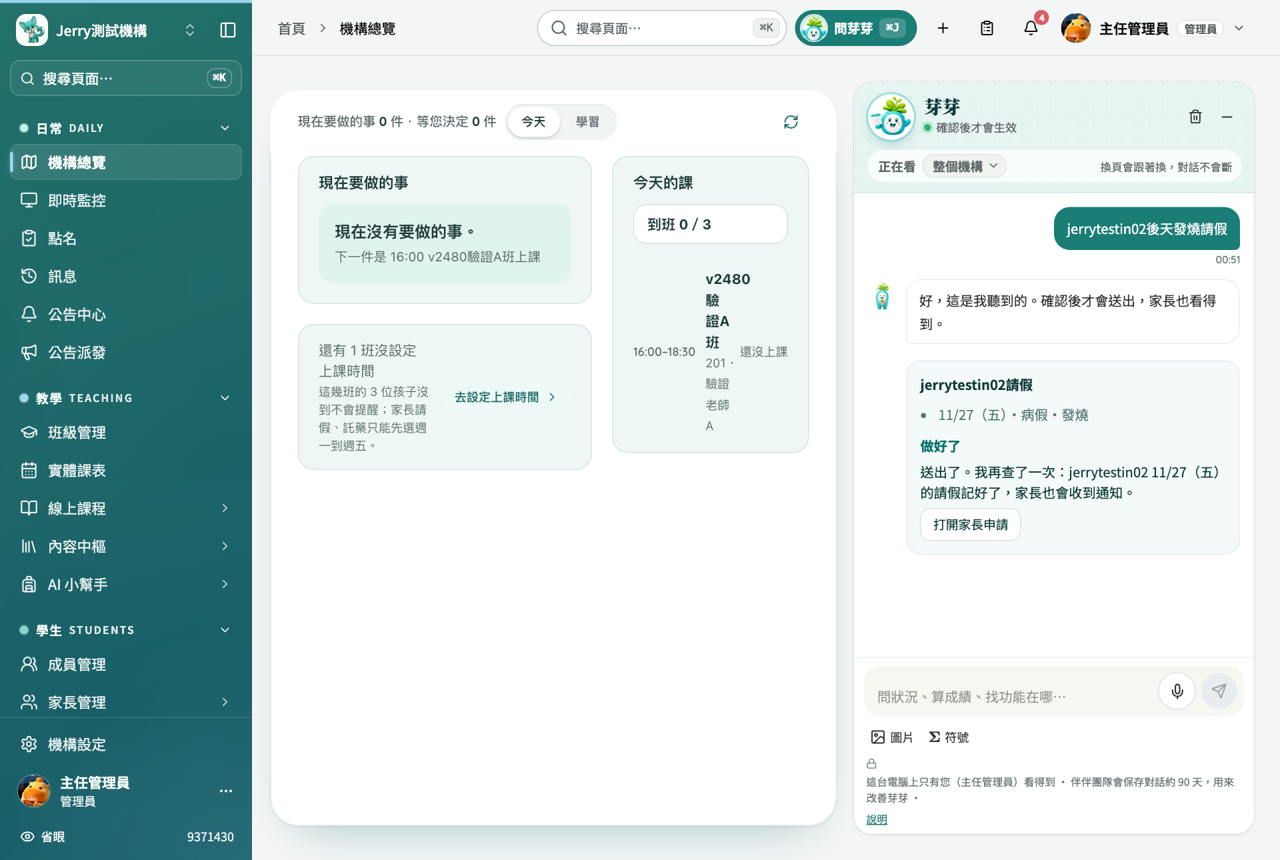 Jerry測試機構
搜尋頁面⋯
⌘K
日常 DAILY
機構總覽
即時監控
點名
訊息
公告中心
公告派發
教學 TEACHING
班級管理
實體課表
線上課程
內容中樞
AI 小幫手
學生 STUDENTS
成員管理
家長管理
機構設定
主任管理員
管理員
省眼
9371430
首頁
機構總覽
搜尋頁面⋯
⌘K
問芽芽
⌘J
4
主任管理員
管理員
現在要做的事 0 件 · 等您決定 0 件
今天
學習
現在要做的事
現在沒有要做的事。
下一件是 16:00 v2480驗證A班上課
還有 1 班沒設定
上課時間
這幾班的 3 位孩子沒
到不會提醒；家長請
假、託藥只能先選週
一到週五。
去設定上課時間
今天的課
到班 0 / 3
16:00–18:30
v2480
驗
證A
班
201 ·
驗證
老師
A
還沒上課
芽芽
確認後才會生效
正在看
整個機構
換頁會跟著換，對話不會斷
jerrytestin02後天發燒請假
00:51
好，這是我聽到的。確認後才會送出，家長也看得
到。
jerrytestin02請假
• 11/27（五）・病假・發燒
做好了
送出了。我再查了一次：jerrytestin02 11/27（五）
的請假記好了，家長也會收到通知。
打開家長申請
問狀況、算成績、找功能在哪⋯
圖片
符號
這台電腦上只有您（主任管理員）看得到 ・ 伴伴團隊會保存對話約 90 天，用來
改善芽芽 ・
說明